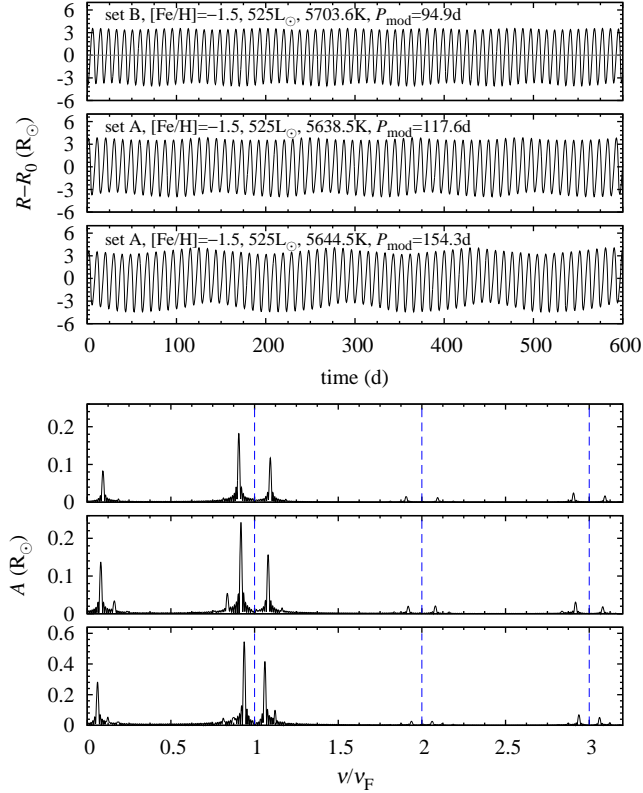 set B, [Fe/H]=−1.5, 525L☉, 5703.6K, Pmod=94.9d
6
3
0
-3
-6
set A, [Fe/H]=−1.5, 525L☉, 5638.5K, Pmod=117.6d
6
3
0
-3
-6
R−R0 (R☉)
set A, [Fe/H]=−1.5, 525L☉, 5644.5K, Pmod=154.3d
6
3
0
-3
-6
0 100 200 300 400 500 600
time (d)
0.2
0.1
0
0.2
0.1
0
A (R☉)
0.6
0.4
0.2
0
0 0.5 1 1.5 2 2.5 3
ν/νF